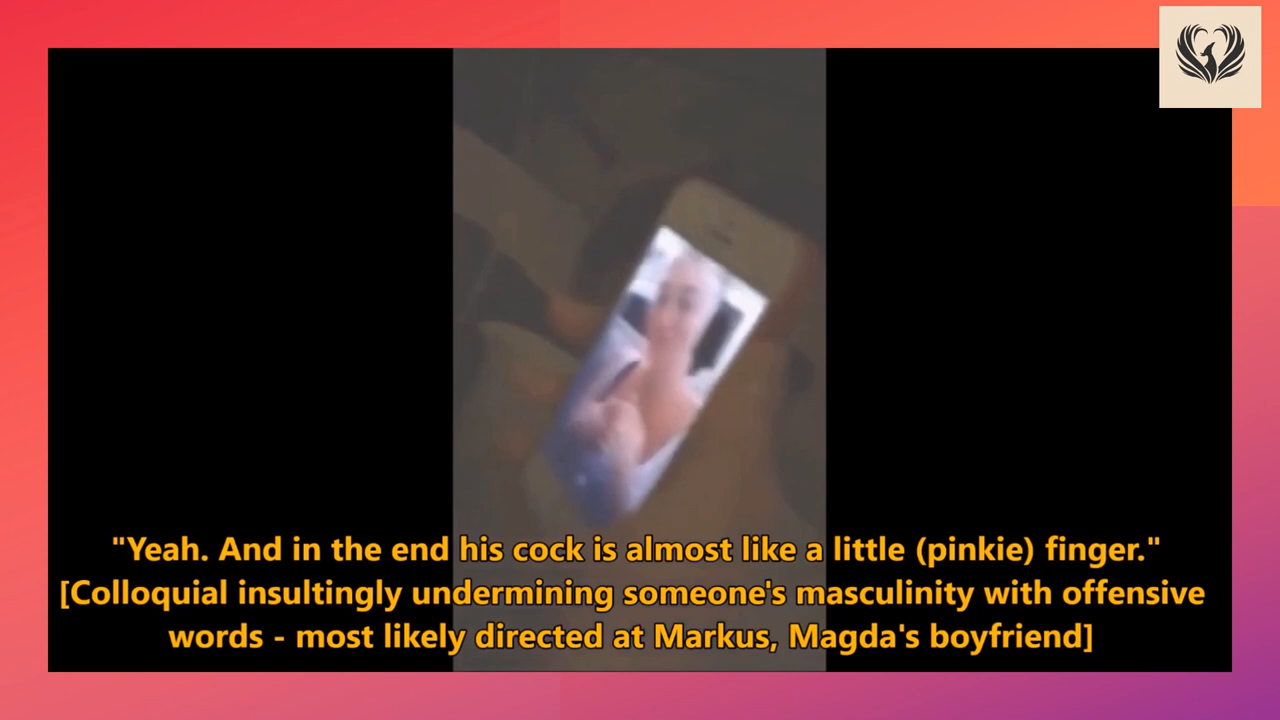 "Yeah. And in the end his cock is almost like a little (pinkie) finger."
[Colloquial insultingly undermining someone's masculinity with offensive
words - most likely directed at Markus, Magda's boyfriend]